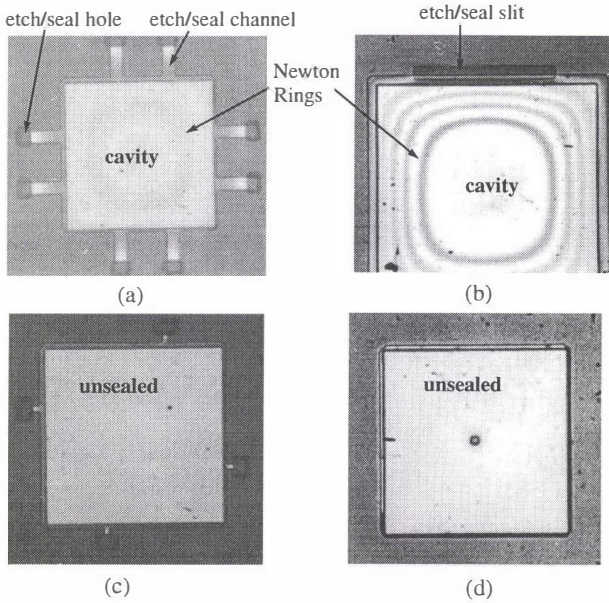 etch/seal hole
etch/seal channel
etch/seal slit
Newton
Rings
cavity
cavity
(a)
(b)
unsealed
unsealed
(c)
(d)